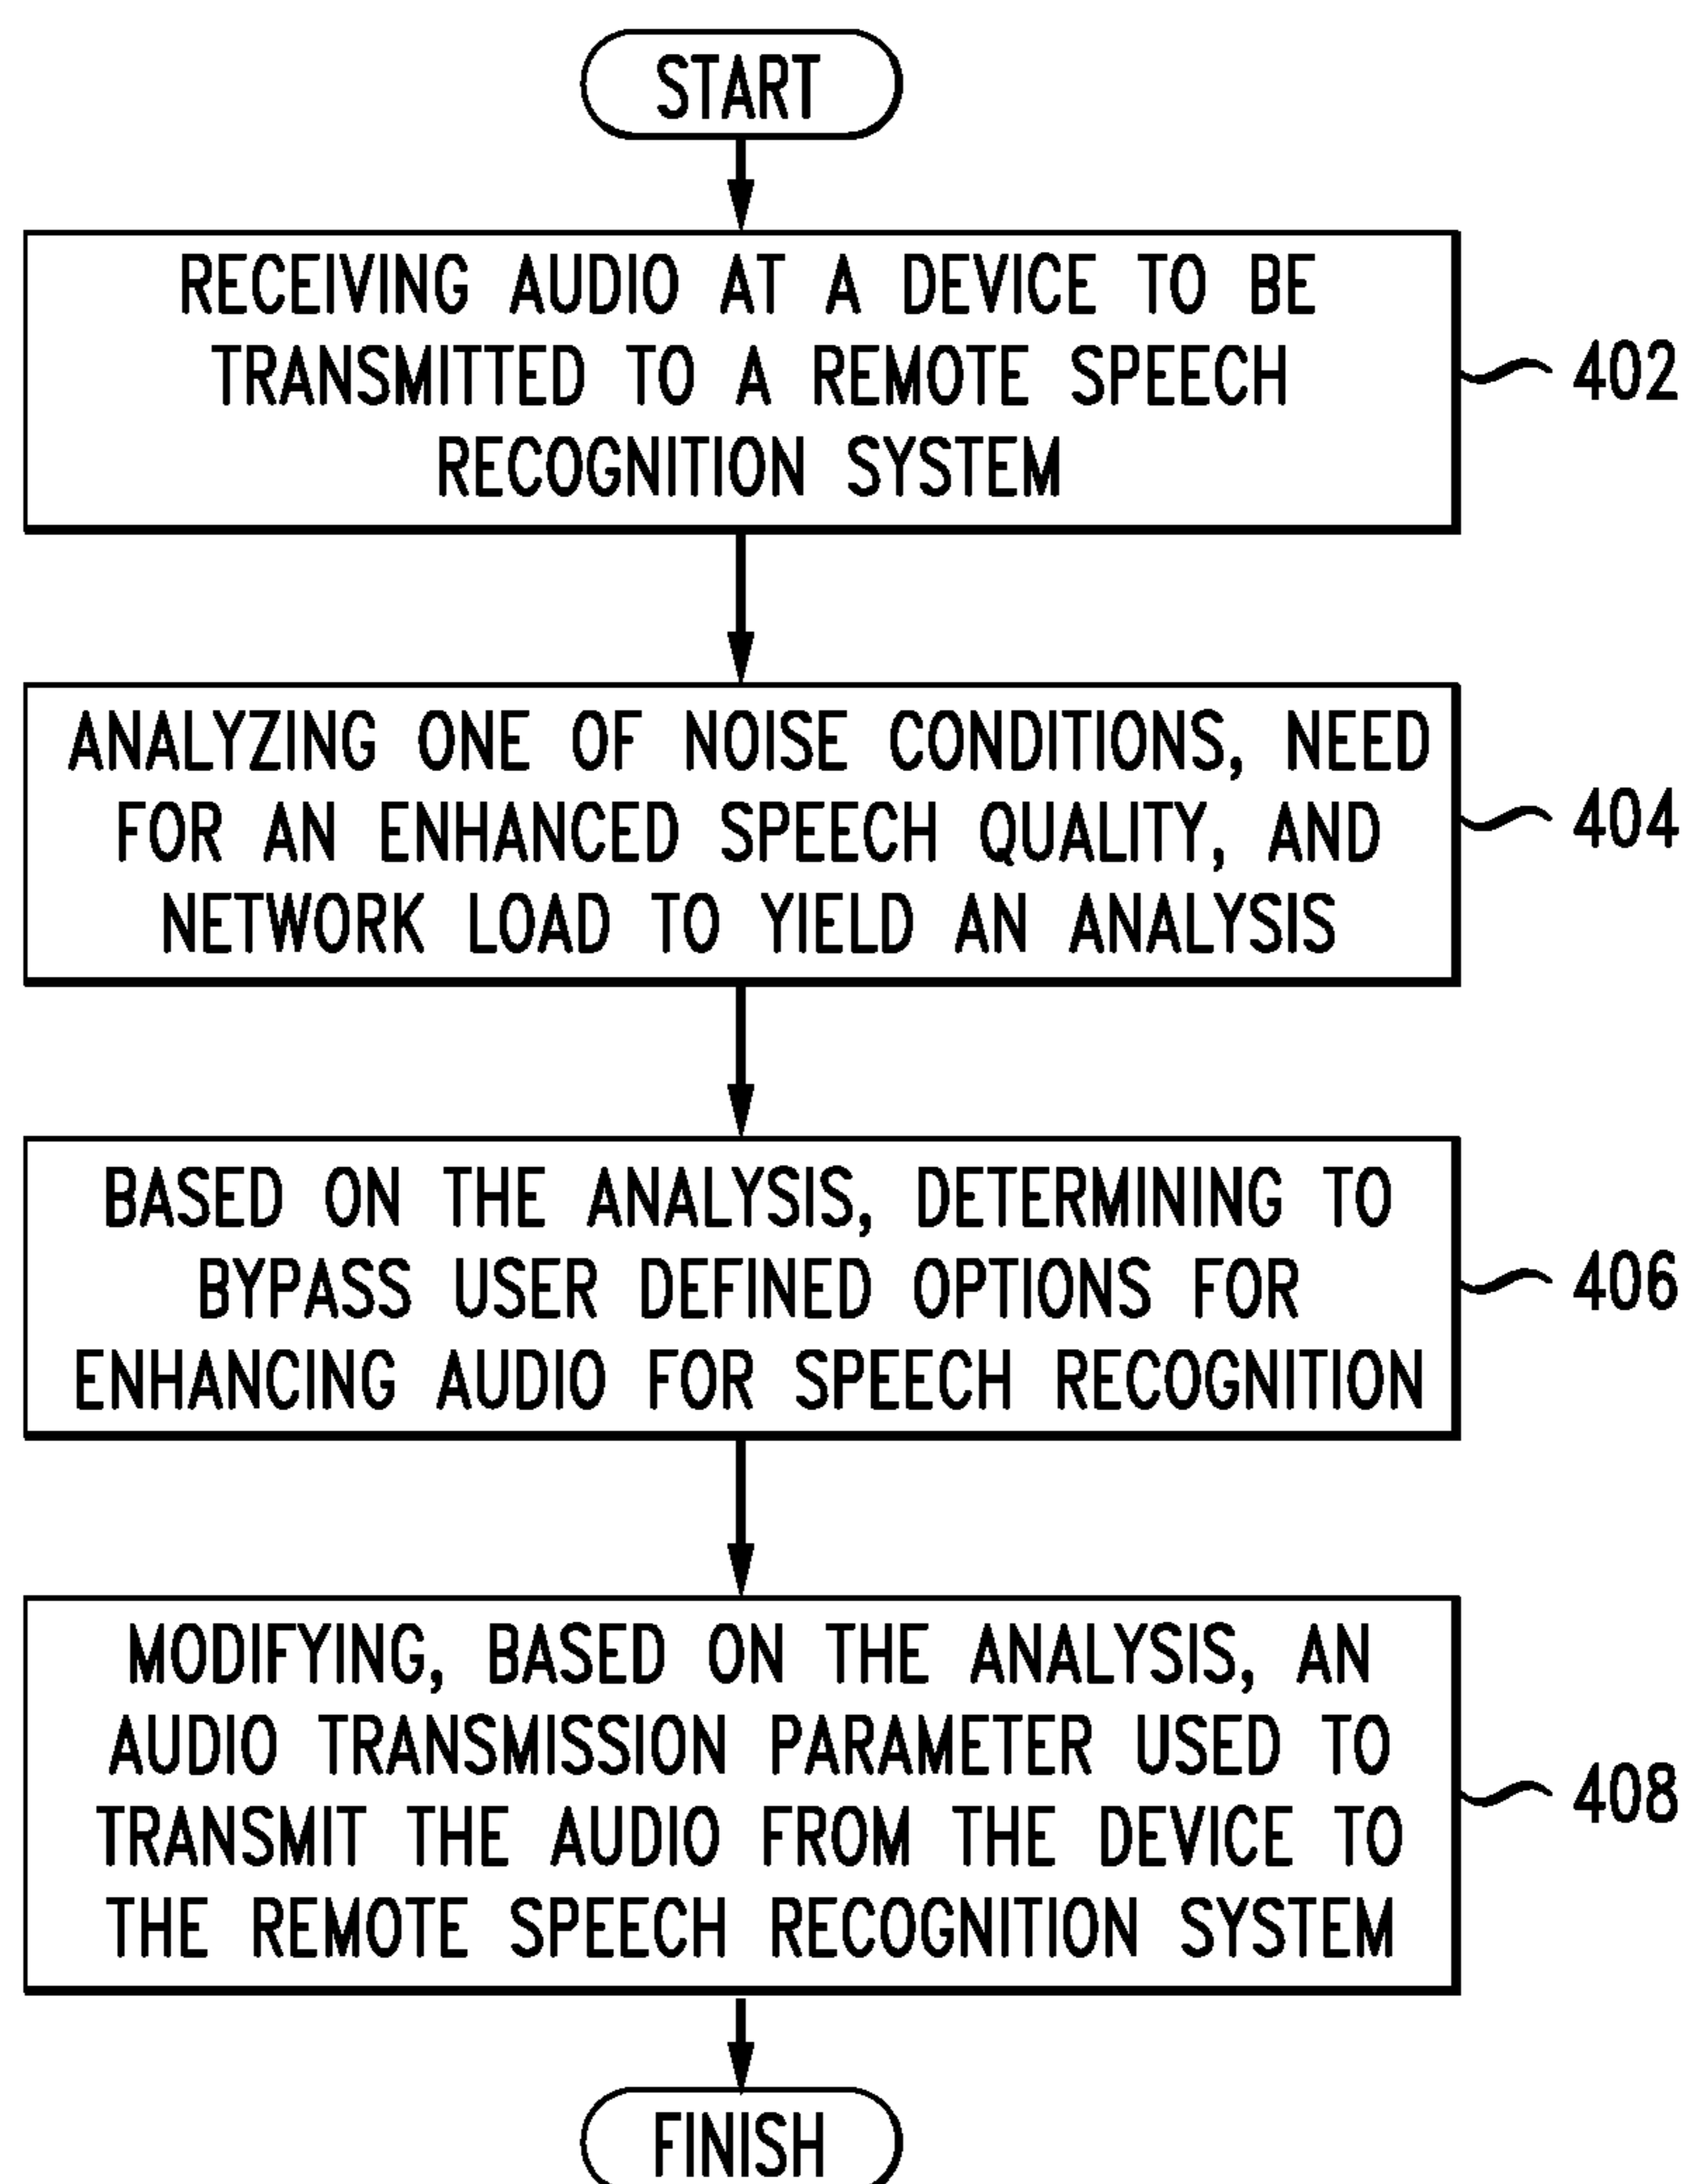 START
RECEIVING AUDIO AT A DEVICE TO BE
TRANSMITTED TO A REMOTE SPEECH
RECOGNITION SYSTEM
402
ANALYZING ONE OF NOISE CONDITIONS, NEED
FOR AN ENHANCED SPEECH QUALITY, AND
NETWORK LOAD TO YIELD AN ANALYSIS
404
BASED ON THE ANALYSIS, DETERMINING TO
BYPASS USER DEFINED OPTIONS FOR
ENHANCING AUDIO FOR SPEECH RECOGNITION
406
MODIFYING, BASED ON THE ANALYSIS, AN
AUDIO TRANSMISSION PARAMETER USED TO
TRANSMIT THE AUDIO FROM THE DEVICE TO
THE REMOTE SPEECH RECOGNITION SYSTEM
408
FINISH